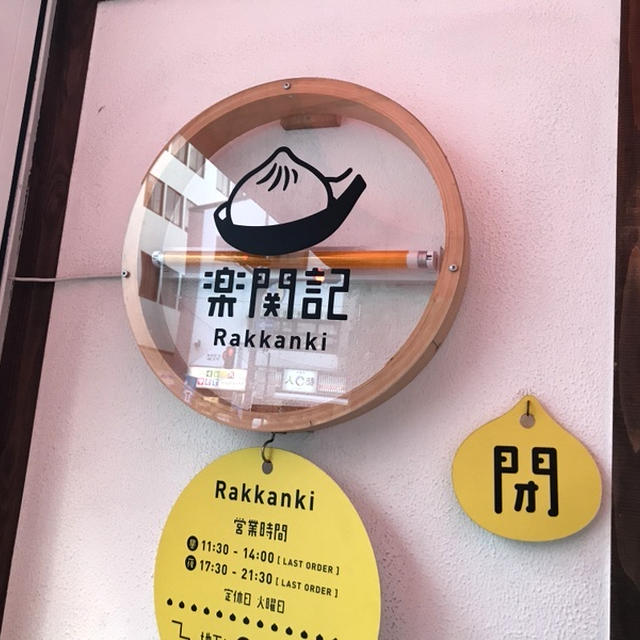 楽関記
Rakkanki
閉
Rakkanki
営業時間
昼 11:30 - 14:00 [ LAST ORDER ]
夜 17:30 - 21:30 [ LAST ORDER ]
定休日 火曜日